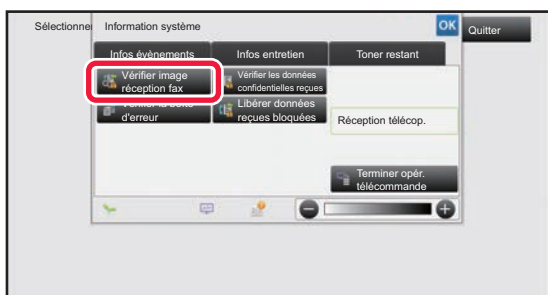 Sélectionne
Information système
OK
Quitter
Infos évènements
Infos entretien
Toner restant
Vérifier image
réception fax
Vérifier les données
confidentielles reçues
d'erreur
Libérer données
reçues bloquées
Réception télécop.
Terminer opér.
télécommande